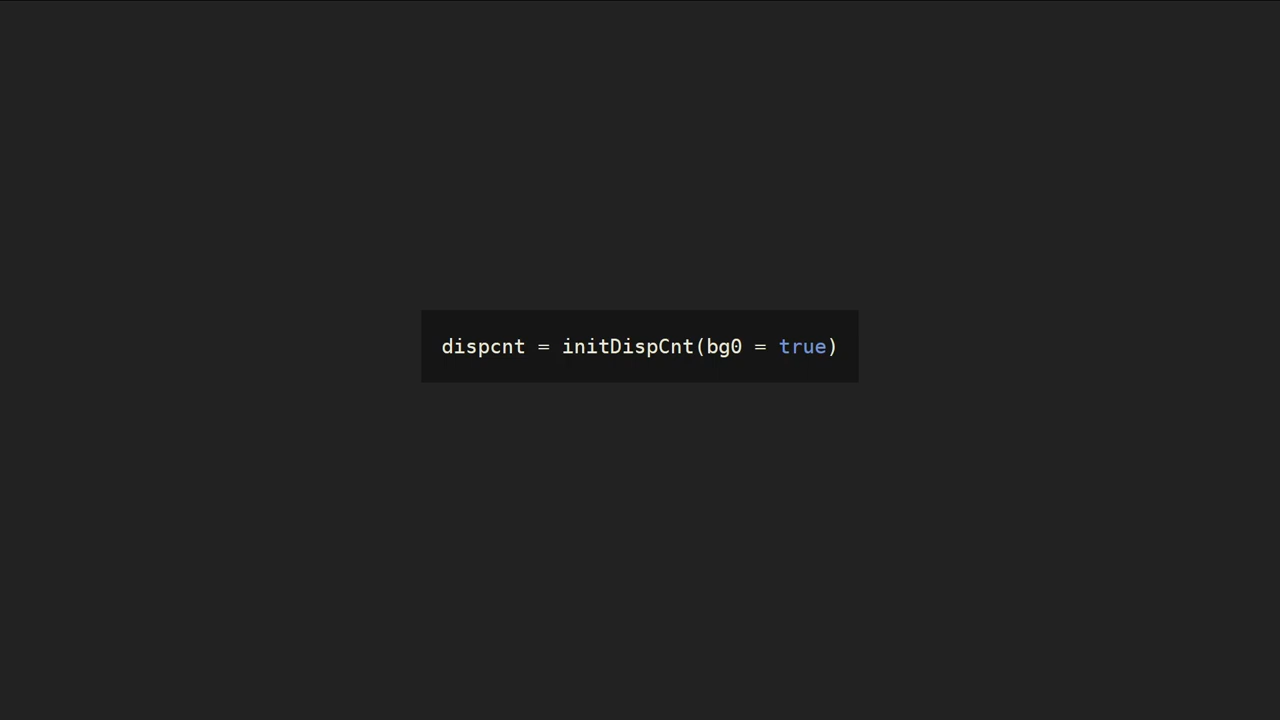 dispcnt = initDispCnt(bg0 = true)